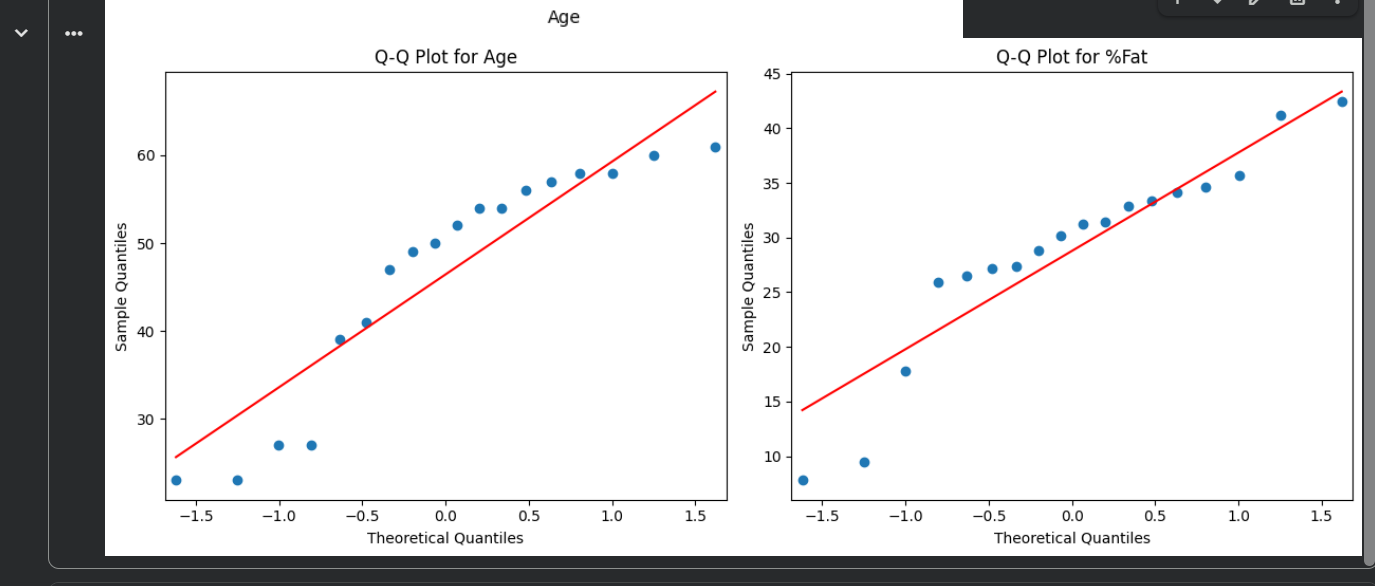 Age
Q-Q Plot for Age
60
50
40
30
Sample Quantiles
−1.5 −1.0 −0.5 0.0 0.5 1.0 1.5
Theoretical Quantiles
Q-Q Plot for %Fat
45
40
35
30
25
20
15
10
Sample Quantiles
−1.5 −1.0 −0.5 0.0 0.5 1.0 1.5
Theoretical Quantiles